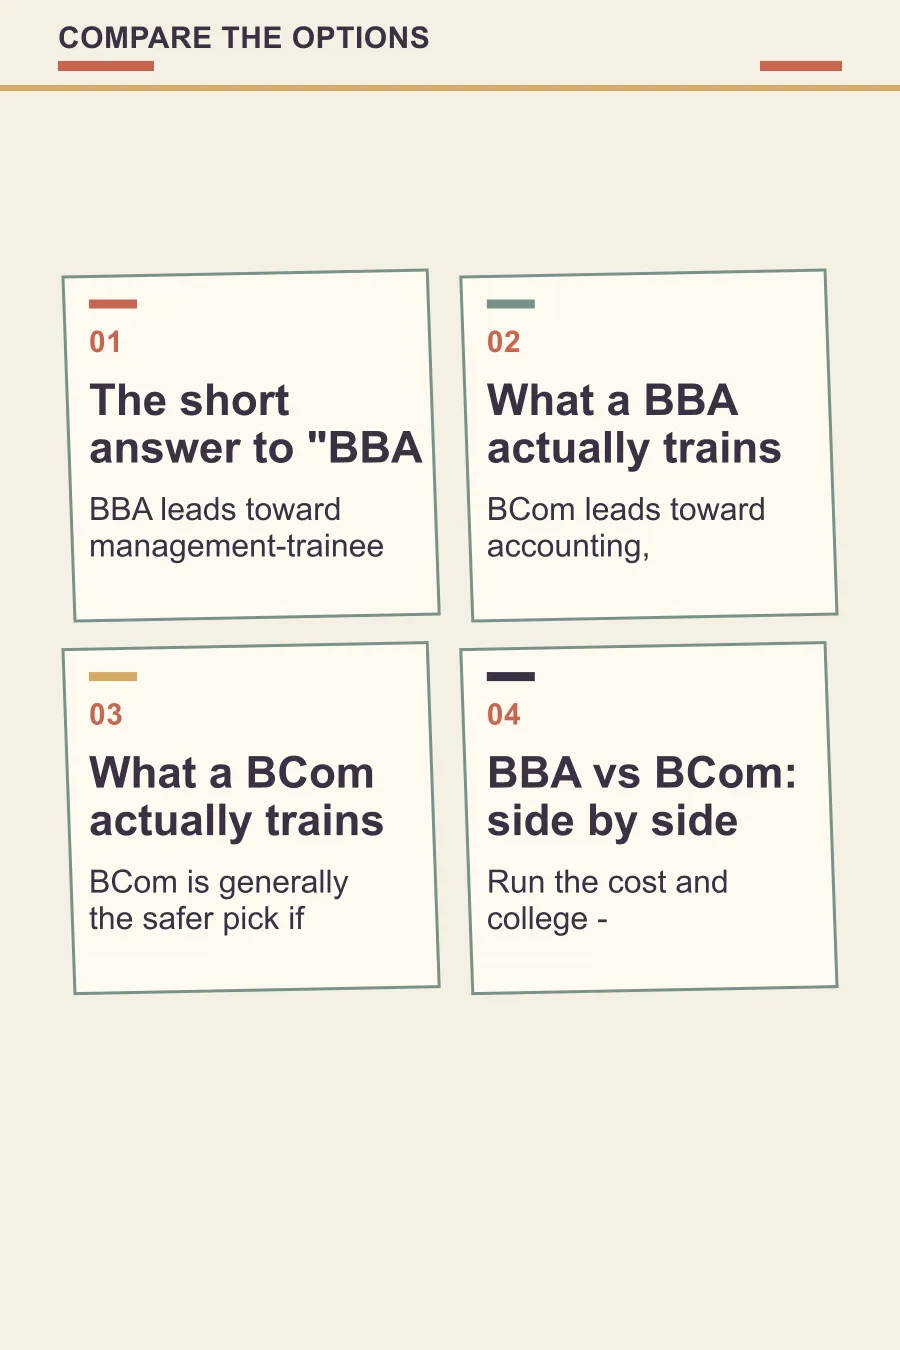 COMPARE THE OPTIONS
01
The short
answer to "BBA
BBA leads toward
management-trainee
02
What a BBA
actually trains
BCom leads toward
accounting,
03
What a BCom
actually trains
BCom is generally
the safer pick if
04
BBA vs BCom:
side by side
Run the cost and
college -